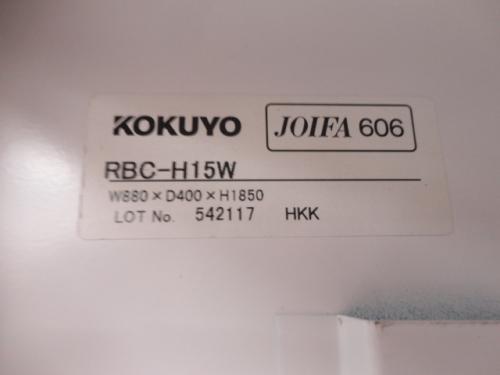 KOKUYO JOIFA 606
RBC-H15W
W880×D400×H1850
LOT No. 542117 HKK